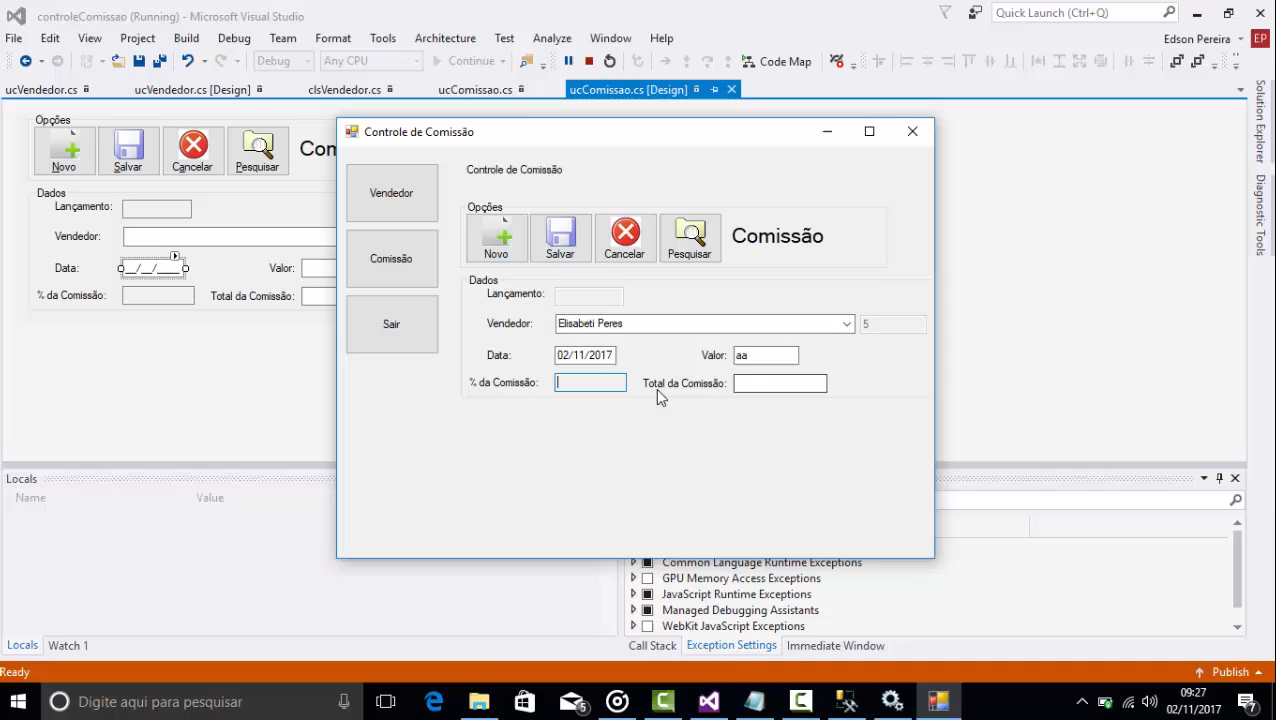 controleComissao (Running) - Microsoft Visual Studio
Quick Launch (Ctrl+Q)
File Edit View Project Build Debug Team Format Tools Architecture Test Analyze Window Help
Edson Pereira EP
Debug Any CPU Continue Code Map
ucVendedor.cs ucVendedor.cs [Design] clsVendedor.cs ucComissao.cs ucComissao.cs [Design]
Opções
Novo Salvar Cancelar Pesquisar Con
Dados
Lançamento:
Vendedor:
Data: __/__/____ Valor:
% da Comissão: Total da Comissão:
Controle de Comissão
Vendedor
Comissão
Sair
Controle de Comissão
Opções
Novo Salvar Cancelar Pesquisar Comissão
Dados
Lançamento:
Vendedor: Elisabeti Peres 5
Data: 02/11/2017 Valor: aa
% da Comissão: Total da Comissão:
Solution Explorer
Diagnostic Tools
Locals
Name Value
Common Language Runtime Exceptions
GPU Memory Access Exceptions
JavaScript Runtime Exceptions
Managed Debugging Assistants
WebKit JavaScript Exceptions
Locals Watch 1
Call Stack Exception Settings Immediate Window
Ready Publish
Digite aqui para pesquisar
5
09:27
02/11/2017
7